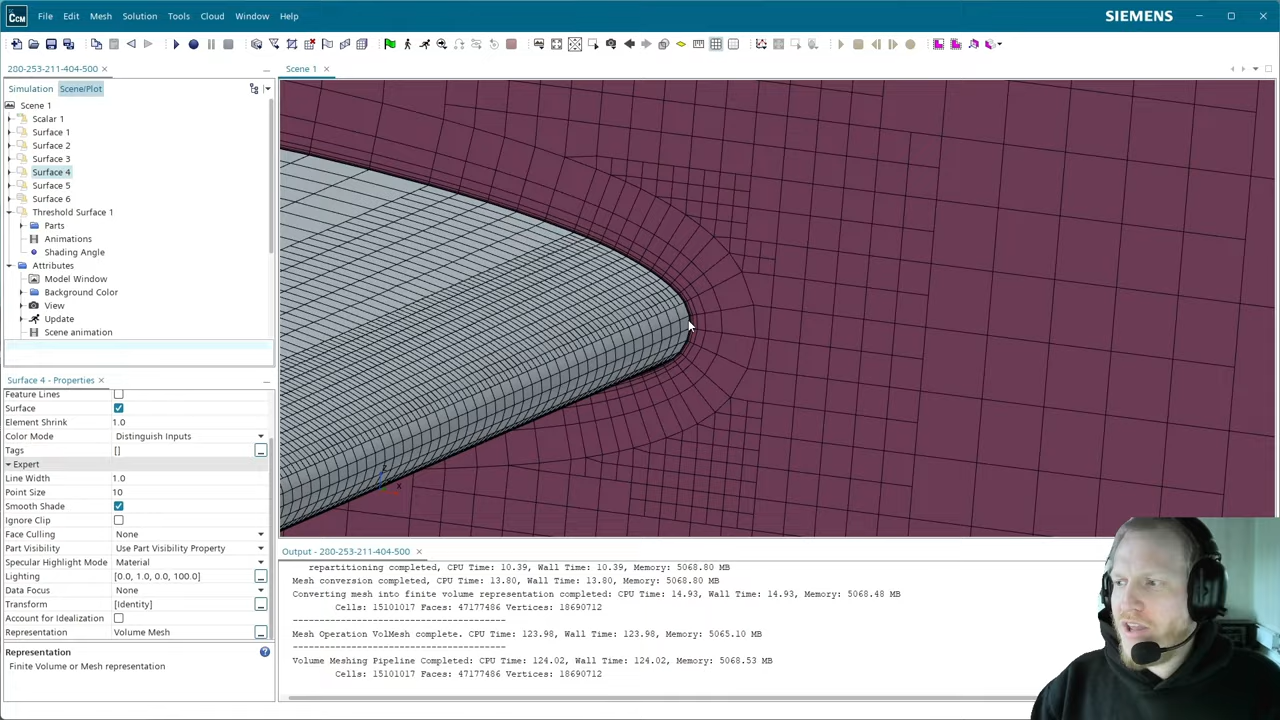 CCM File Edit Mesh Solution Tools Cloud Window Help SIEMENS
280-253-211-404-500
Scene 1
Simulation Scene/Plot
Scene 1
Scalar 1
Surface 1
Surface 2
Surface 3
Surface 4
Surface 5
Surface 6
Threshold Surface 1
Parts
Animations
Shading Angle
Attributes
Model Window
Background Color
View
Update
Scene animation
Surface 4 - Properties
Feature Lines
Surface
Element Shrink 1.0
Color Mode Distinguish Inputs
Tags []
Expert
Line Width 1.0
Point Size 10
Smooth Shade
Ignore Clip
Face Culling None
Part Visibility Use Part Visibility Property
Specular Highlight Mode Material
Lighting [0.0, 1.0, 0.0, 100.0]
Data Focus None
Transform [Identity]
Account for Idealization
Representation Volume Mesh
Representation
Finite Volume or Mesh representation
X
Output - 280-253-211-404-500
repartitioning completed, CPU Time: 10.39, Wall Time: 10.39, Memory: 5068.80 MB
Mesh conversion completed, CPU Time: 13.80, Wall Time: 13.80, Memory: 5068.80 MB
Converting mesh into finite volume representation completed: CPU Time: 14.93, Wall Time: 14.93, Memory: 5068.48 MB
Cells: 15101017 Faces: 47177486 Vertices: 18690712
----------------------------------------
Mesh Operation VolMesh complete. CPU Time: 123.98, Wall Time: 123.98, Memory: 5065.10 MB
----------------------------------------
Volume Meshing Pipeline Completed: CPU Time: 124.02, Wall Time: 124.02, Memory: 5068.53 MB
Cells: 15101017 Faces: 47177486 Vertices: 18690712